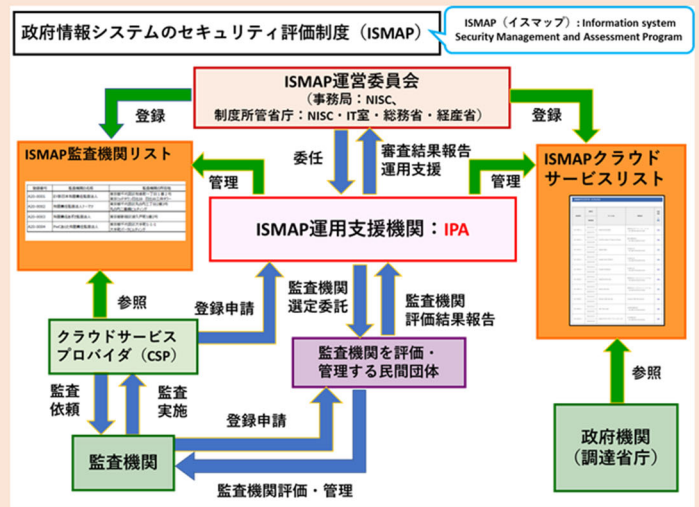 政府情報システムのセキュリティ評価制度（ISMAP）
ISMAP（イスマップ）: Information system
Security Management and Assessment Program
ISMAP運営委員会
（事務局：NISC、
制度所管省庁：NISC・IT室・総務省・経産省）
登録
登録
ISMAP監査機関リスト
委任
審査結果報告
運用支援
ISMAPクラウド
サービスリスト
管理
管理
ISMAP運用支援機関：IPA
参照
登録申請
監査機関
選定委託
監査機関
評価結果報告
クラウドサービス
プロバイダ（CSP）
監査機関を評価・
管理する民間団体
参照
監査
依頼
監査
実施
登録申請
監査機関
政府機関
（調達省庁）
監査機関評価・管理